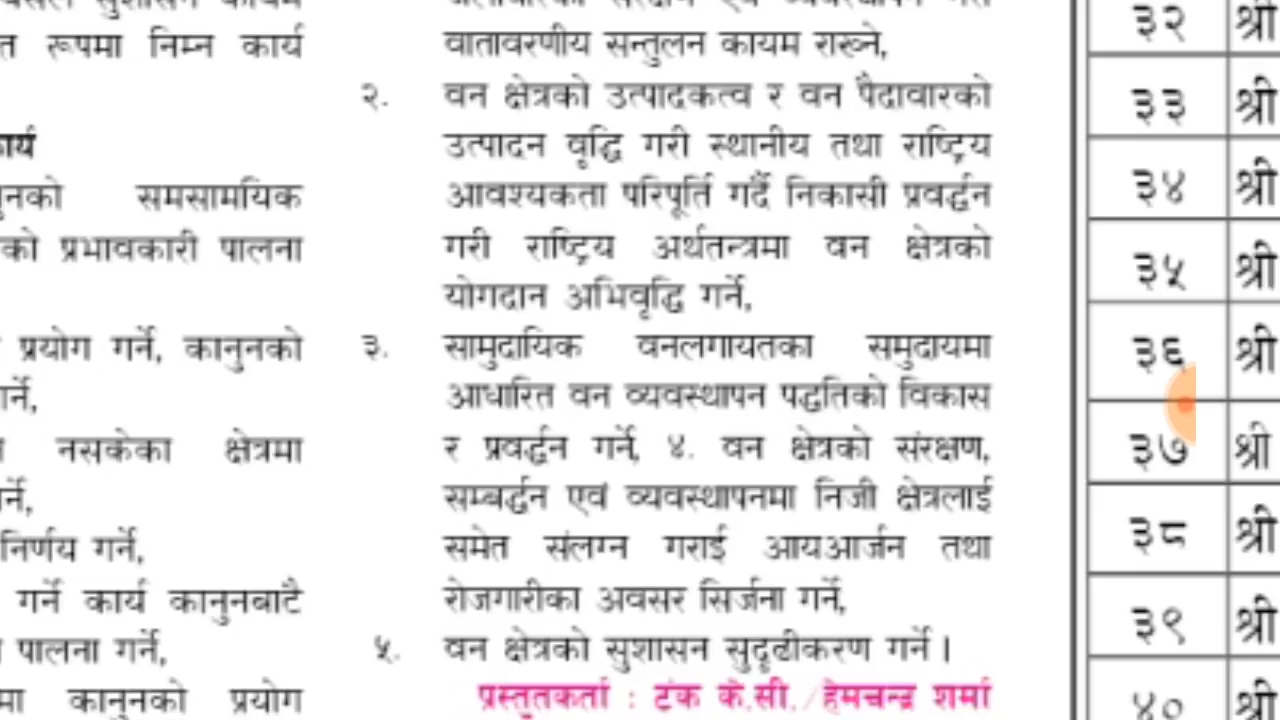 त रूपमा निम्न कार्य
समसामयिक
को प्रभावकारी पालना
प्रयोग गर्ने, कानुनको
नसकेका क्षेत्रमा
निर्णय गर्ने,
गर्ने कार्य कानुनबाटै
पालना गर्ने,
मा कानुनको प्रयोग
वातावरणीय सन्तुलन कायम राख्ने,
२. वन क्षेत्रको उत्पादकत्व र वन पैदावारको
उत्पादन वृद्धि गरी स्थानीय तथा राष्ट्रिय
आवश्यकता परिपूर्ति गर्दै निकासी प्रवर्द्धन
गरी राष्ट्रिय अर्थतन्त्रमा वन क्षेत्रको
योगदान अभिवृद्धि गर्ने,
३. सामुदायिक वनलगायतका समुदायमा
आधारित वन व्यवस्थापन पद्धतिको विकास
र प्रवर्द्धन गर्ने, ४. वन क्षेत्रको संरक्षण,
सम्बर्द्धन एवं व्यवस्थापनमा निजी क्षेत्रलाई
समेत संलग्न गराई आयआर्जन तथा
रोजगारीका अवसर सिर्जना गर्ने,
५. वन क्षेत्रको सुशासन सुदृढीकरण गर्ने।
प्रस्तुतकर्ता : टंक के.सी./हेमचन्द्र शर्मा
३२ श्री
३३ श्री
३४ श्री
३५ श्री
३६ श्री
३७ श्री
३८ श्री
३९ श्री
४० श्री